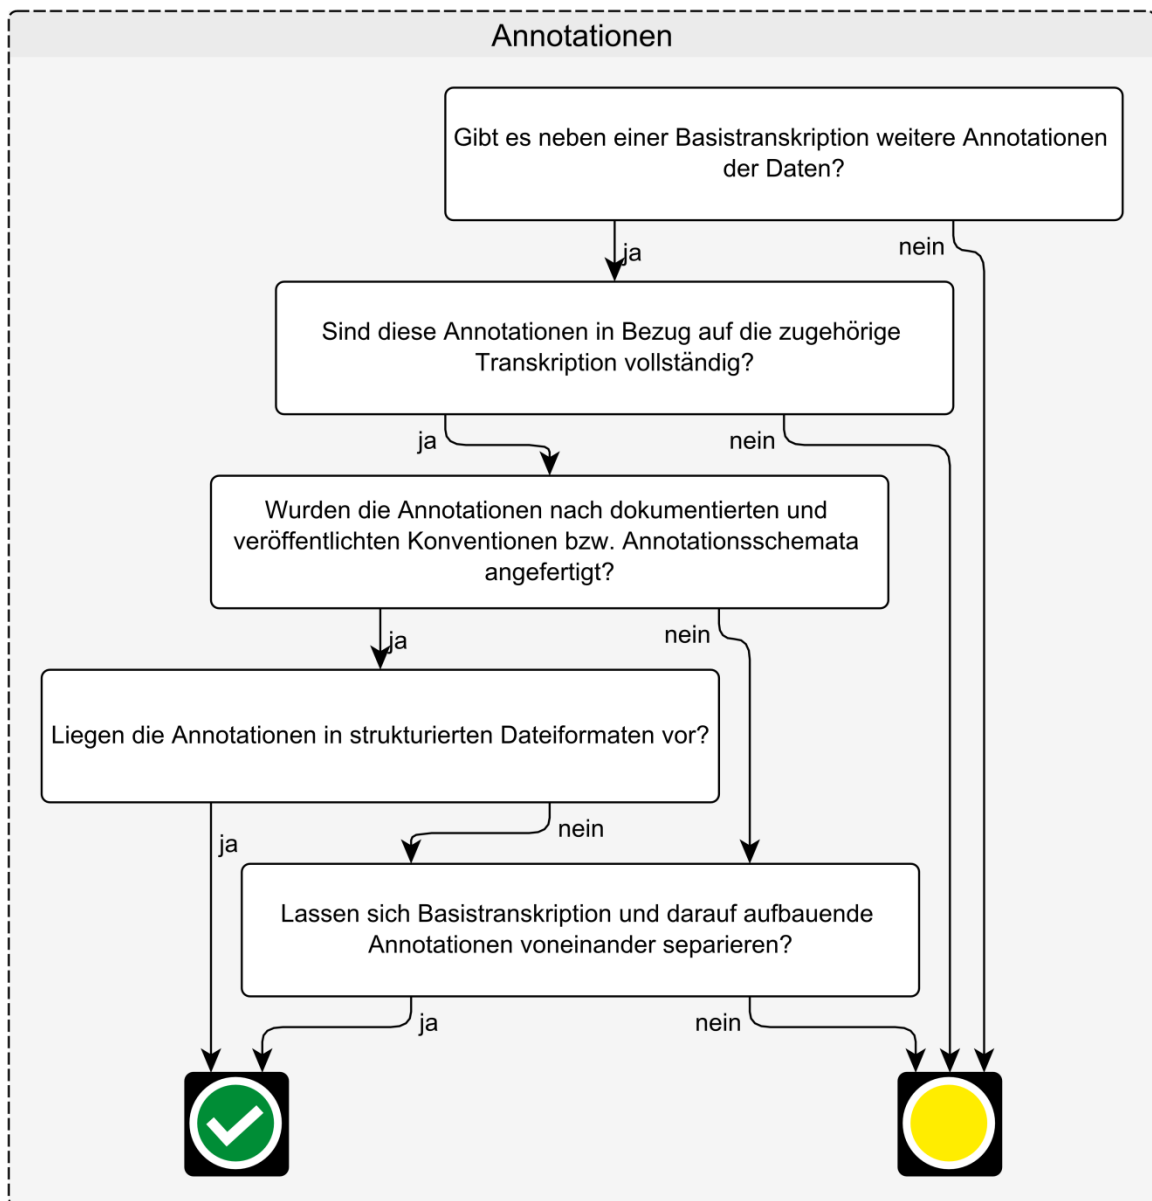 Annotationen
Gibt es neben einer Basistranskription weitere Annotationen
der Daten?
ja
nein
Sind diese Annotationen in Bezug auf die zugehörige
Transkription vollständig?
ja
nein
Wurden die Annotationen nach dokumentierten und
veröffentlichten Konventionen bzw. Annotationsschemata
angefertigt?
ja
nein
Liegen die Annotationen in strukturierten Dateiformaten vor?
ja
nein
Lassen sich Basistranskription und darauf aufbauende
Annotationen voneinander separieren?
ja
nein